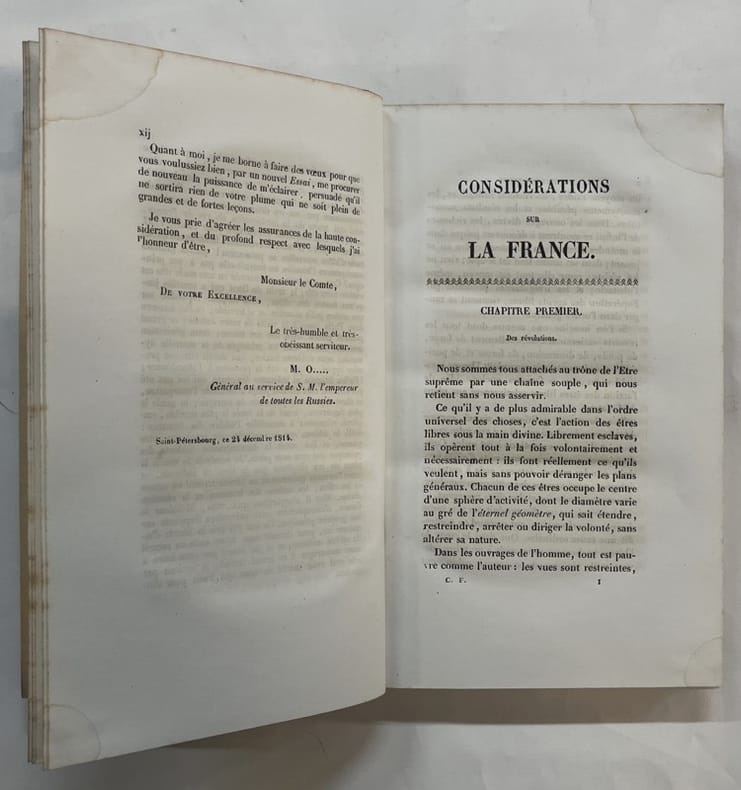 xij
Quant à moi, je me borne à faire des vœux pour que
vous voulussiez bien, par un nouvel Essai, me procurer
de nouveau la puissance de m'éclairer, persuadé qu'il
ne sortira rien de votre plume qui ne soit plein de
grandes et de fortes leçons.
Je vous prie d'agréer les assurances de la haute con-
sidération, et du profond respect avec lesquels j'ai
l'honneur d'être,
Monsieur le Comte,
DE VOTRE EXCELLENCE,
Le très-humble et très-
obéissant serviteur.
M. O.....
Général au service de S. M. l'empereur
de toutes les Russies.
Saint-Pétersbourg, ce 24 décembre 1814.
CONSIDÉRATIONS
SUR
LA FRANCE.
CHAPITRE PREMIER.
Des révolutions.
Nous sommes tous attachés au trône de l'Etre
suprême par une chaîne souple, qui nous
retient sans nous asservir.
Ce qu'il y a de plus admirable dans l'ordre
universel des choses, c'est l'action des êtres
libres sous la main divine. Librement esclaves,
ils opèrent tout à la fois volontairement et
nécessairement : ils font réellement ce qu'ils
veulent, mais sans pouvoir déranger les plans
généraux. Chacun de ces êtres occupe le centre
d'une sphère d'activité, dont le diamètre varie
au gré de l'éternel géomètre, qui sait étendre,
restreindre, arrêter ou diriger la volonté, sans
altérer sa nature.
Dans les ouvrages de l'homme, tout est pau-
vre comme l'auteur : les vues sont restreintes,
C. F. 1